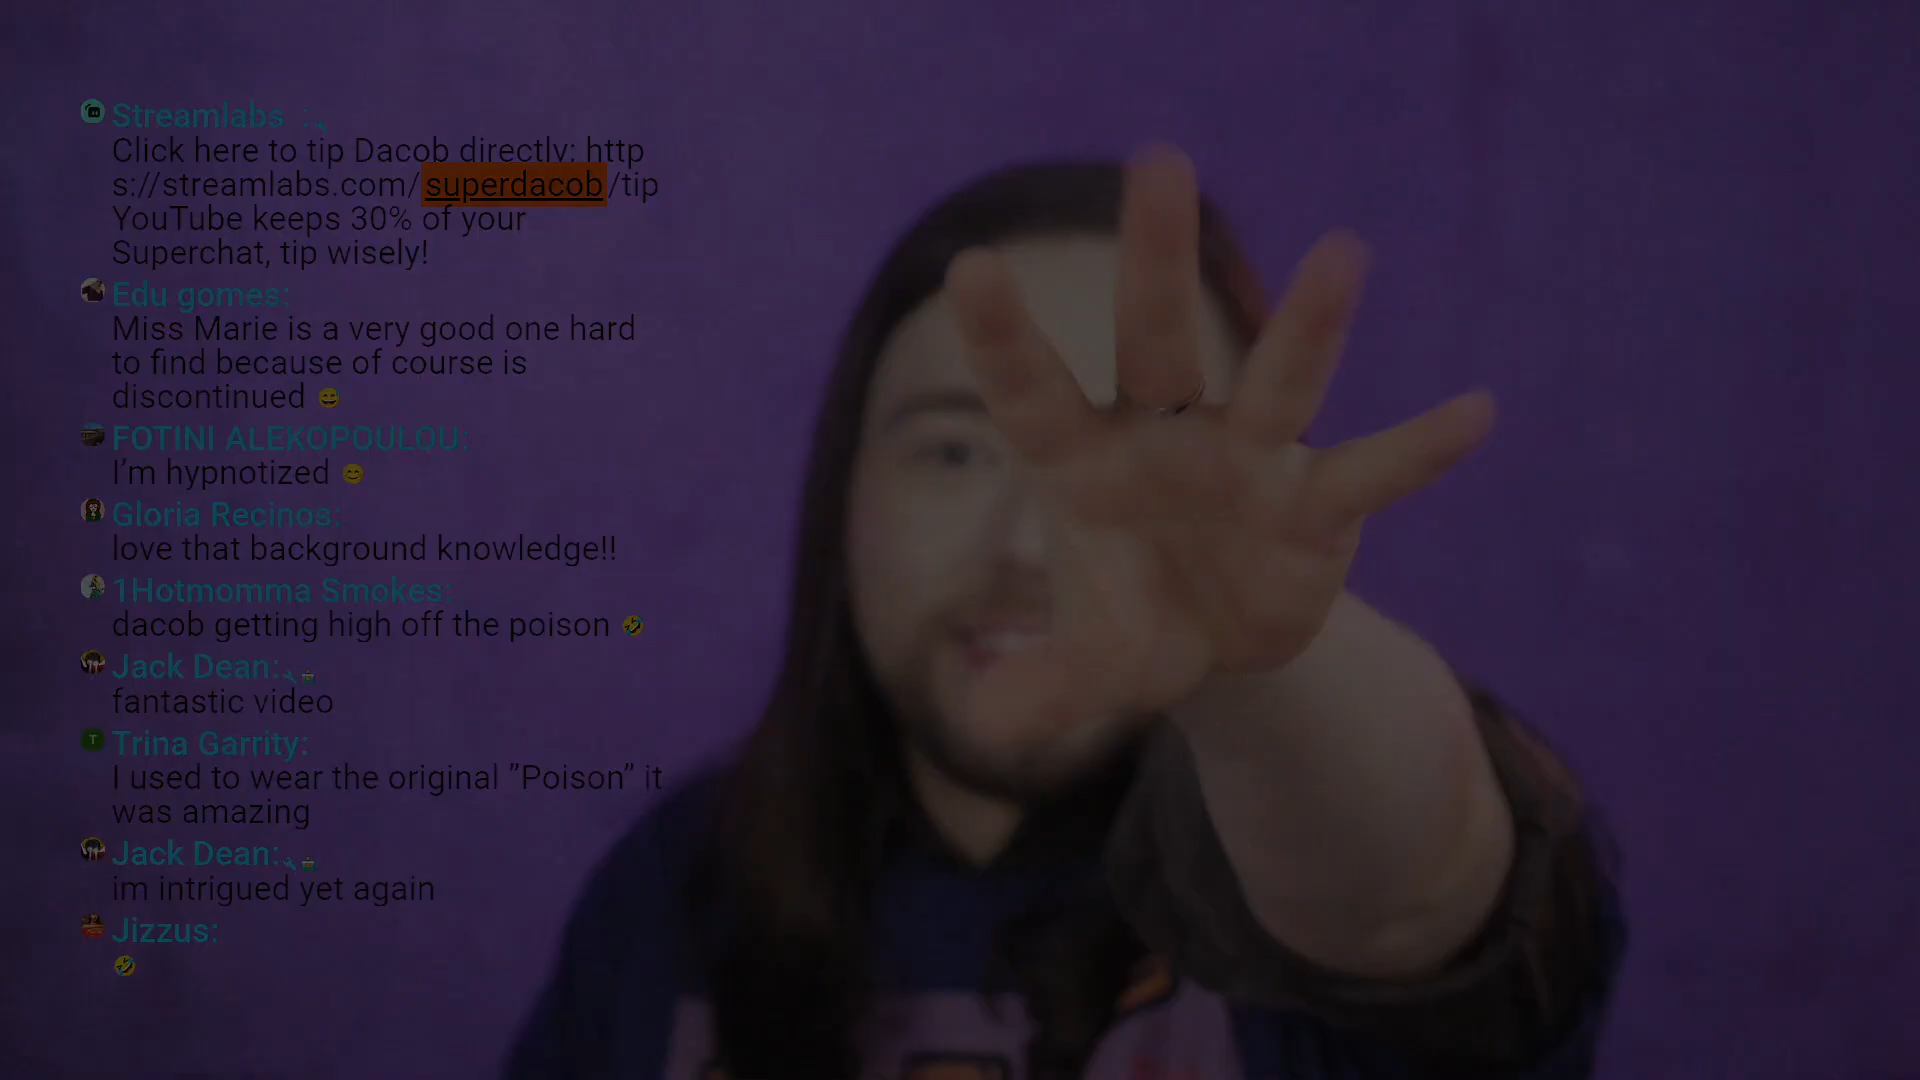 Streamlabs :
Click here to tip Dacob directly: http
s://streamlabs.com/superdacob/tip
YouTube keeps 30% of your
Superchat, tip wisely!
Edu gomes:
Miss Marie is a very good one hard
to find because of course is
discontinued 😅
FOTINI ALEKOPOULOU:
I'm hypnotized 😊
Gloria Recinos:
love that background knowledge!!
1Hotmomma Smokes:
dacob getting high off the poison 🤣
Jack Dean:
fantastic video
T Trina Garrity:
I used to wear the original ”Poison” it
was amazing
Jack Dean:
im intrigued yet again
Jizzus:
🤣